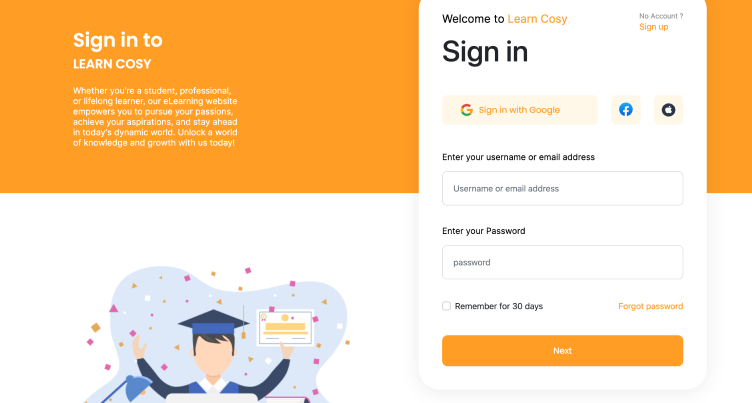 Sign in to
LEARN COSY
Whether you're a student, professional,
or lifelong learner, our eLearning website
empowers you to pursue your passions,
achieve your aspirations, and stay ahead
in today's dynamic world. Unlock a world
of knowledge and growth with us today!
Welcome to Learn Cosy
No Account ?
Sign up
Sign in
Sign in with Google
Enter your username or email address
Username or email address
Enter your Password
password
Remember for 30 days
Forgot password
Next